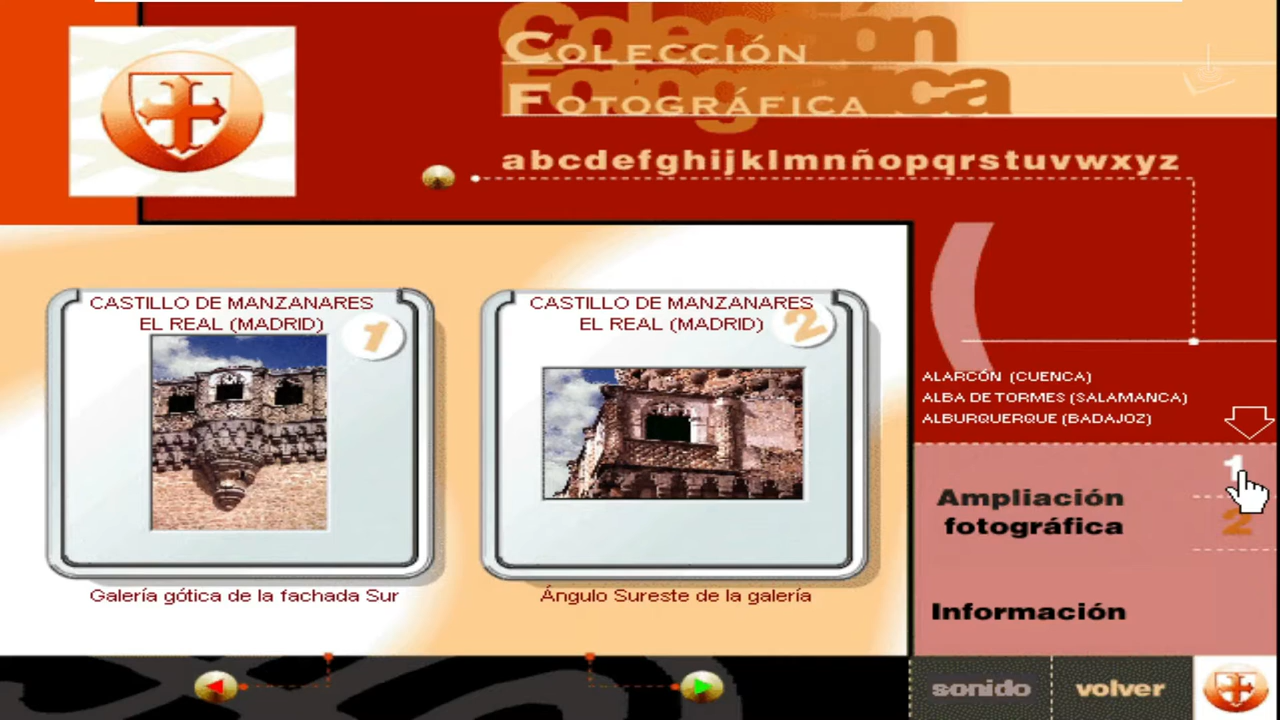 Colección
COLECCIÓN
Fotográfica
FOTOGRÁFICA
abcdefghijklmnñopqrstuvwxyz
CASTILLO DE MANZANARES
EL REAL (MADRID)
1
CASTILLO DE MANZANARES
EL REAL (MADRID)
2
Galería gótica de la fachada Sur
Ángulo Sureste de la galería
ALARCÓN (CUENCA)
ALBA DE TORMES (SALAMANCA)
ALBURQUERQUE (BADAJOZ)
1
Ampliación
fotográfica
2
Información
sonido
volver